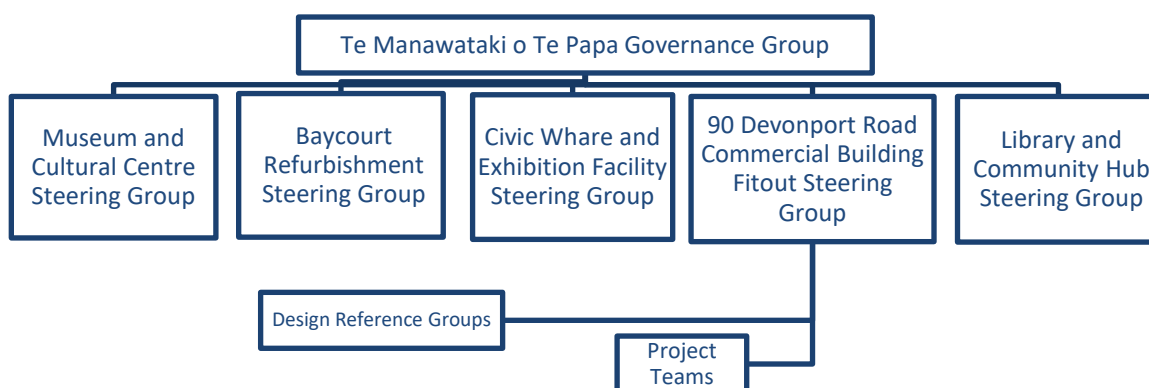 Te Manawataki o Te Papa Governance Group
Museum and
Cultural Centre
Steering Group
Baycourt
Refurbishment
Steering Group
Civic Whare and
Exhibition Facility
Steering Group
90 Devonport Road
Commercial Building
Fitout Steering
Group
Library and
Community Hub
Steering Group
Design Reference Groups
Project
Teams